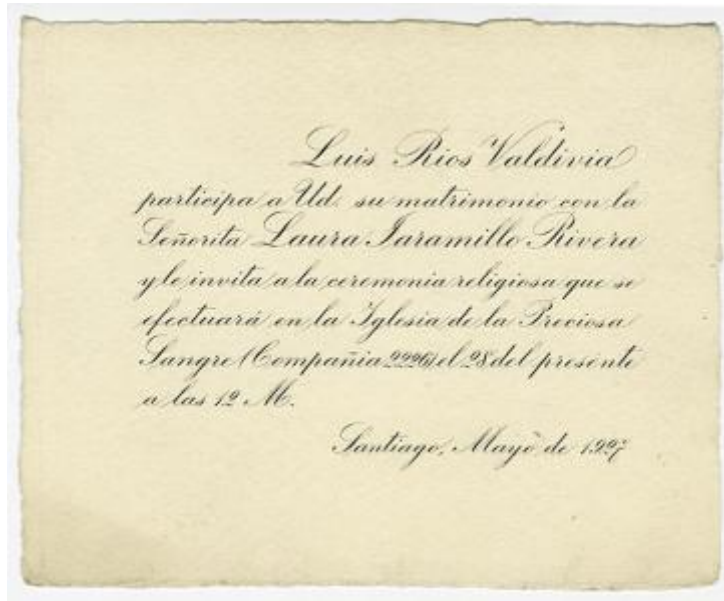 Luis Rios Valdivia
participa a Ud. su matrimonio con la
Señorita Laura Jaramillo Rivera
y le invita a la ceremonia religiosa que se
efectuará en la Iglesia de la Preciosa
Sangre (Compañia 2226) el 28 del presente
a las 12 M.
Santiago, Mayo de 1927